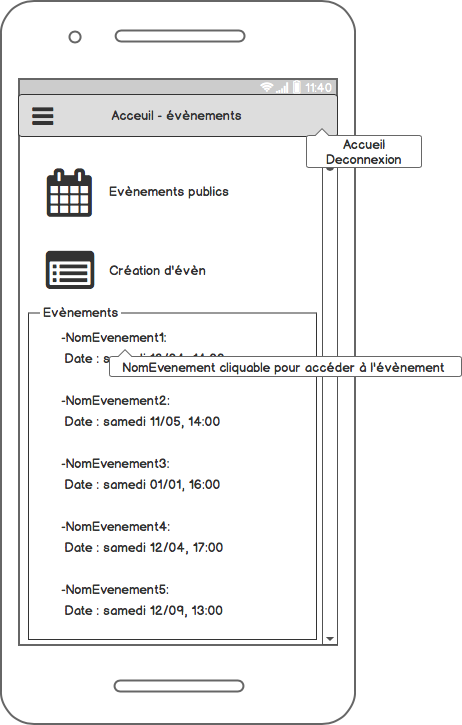 11:40
Acceuil - évènements
Accueil
Deconnexion
Evènements publics
Création d'évèn
Evènements
-NomEvenement1:
Date : samedi
NomEvenement cliquable pour accéder à l'évènement
-NomEvenement2:
Date : samedi 11/05, 14:00
-NomEvenement3:
Date : samedi 01/01, 16:00
-NomEvenement4:
Date : samedi 12/04, 17:00
-NomEvenement5:
Date : samedi 12/09, 13:00